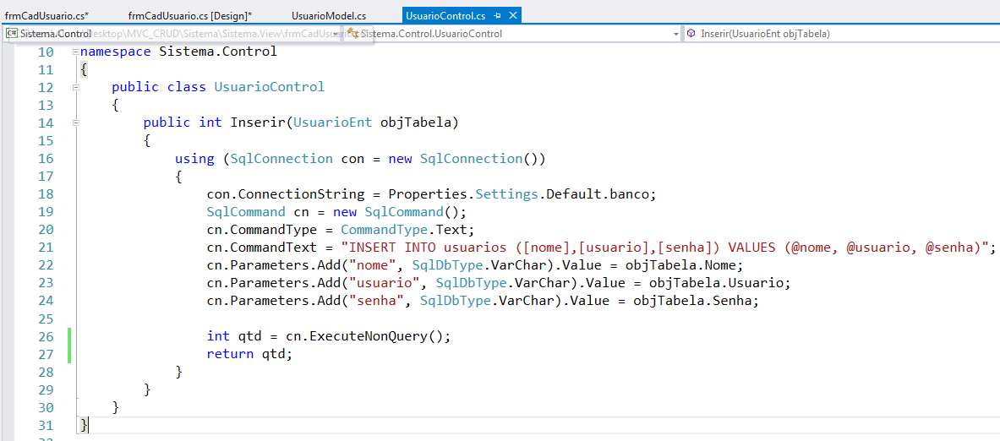 frmCadUsuario.cs* frmCadUsuario.cs [Design]* UsuarioModel.cs UsuarioControl.cs
C# Sistema.Control Desktop\MVC_CRUD\Sistema\Sistema.View\frmCadUsuario Sistema.Control.UsuarioControl Inserir(UsuarioEnt objTabela)
10 namespace Sistema.Control
11 {
12 public class UsuarioControl
13 {
14 public int Inserir(UsuarioEnt objTabela)
15 {
16 using (SqlConnection con = new SqlConnection())
17 {
18 con.ConnectionString = Properties.Settings.Default.banco;
19 SqlCommand cn = new SqlCommand();
20 cn.CommandType = CommandType.Text;
21 cn.CommandText = "INSERT INTO usuarios ([nome],[usuario],[senha]) VALUES (@nome, @usuario, @senha)";
22 cn.Parameters.Add("nome", SqlDbType.VarChar).Value = objTabela.Nome;
23 cn.Parameters.Add("usuario", SqlDbType.VarChar).Value = objTabela.Usuario;
24 cn.Parameters.Add("senha", SqlDbType.VarChar).Value = objTabela.Senha;
25
26 int qtd = cn.ExecuteNonQuery();
27 return qtd;
28 }
29 }
30 }
31 }